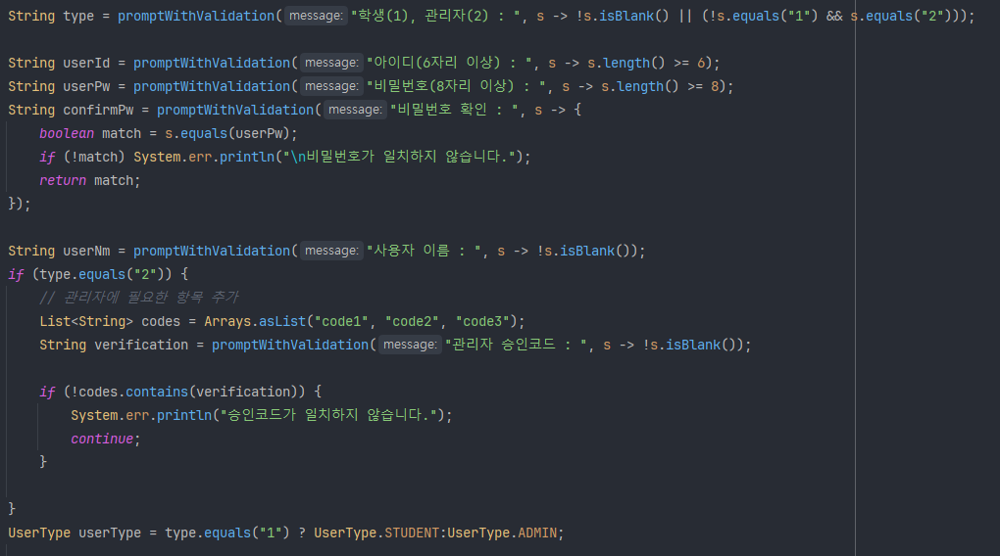 String type = promptWithValidation( message: "학생(1), 관리자(2) : ", s -> !s.isBlank() || (!s.equals("1") && s.equals("2")));
String userId = promptWithValidation( message: "아이디(6자리 이상) : ", s -> s.length() >= 6);
String userPw = promptWithValidation( message: "비밀번호(8자리 이상) : ", s -> s.length() >= 8);
String confirmPw = promptWithValidation( message: "비밀번호 확인 : ", s -> {
    boolean match = s.equals(userPw);
    if (!match) System.err.println("\n비밀번호가 일치하지 않습니다.");
    return match;
});
String userNm = promptWithValidation( message: "사용자 이름 : ", s -> !s.isBlank());
if (type.equals("2")) {
    // 관리자에 필요한 항목 추가
    List<String> codes = Arrays.asList("code1", "code2", "code3");
    String verification = promptWithValidation( message: "관리자 승인코드 : ", s -> !s.isBlank());
    if (!codes.contains(verification)) {
        System.err.println("승인코드가 일치하지 않습니다.");
        continue;
    }
}
UserType userType = type.equals("1") ? UserType.STUDENT:UserType.ADMIN;